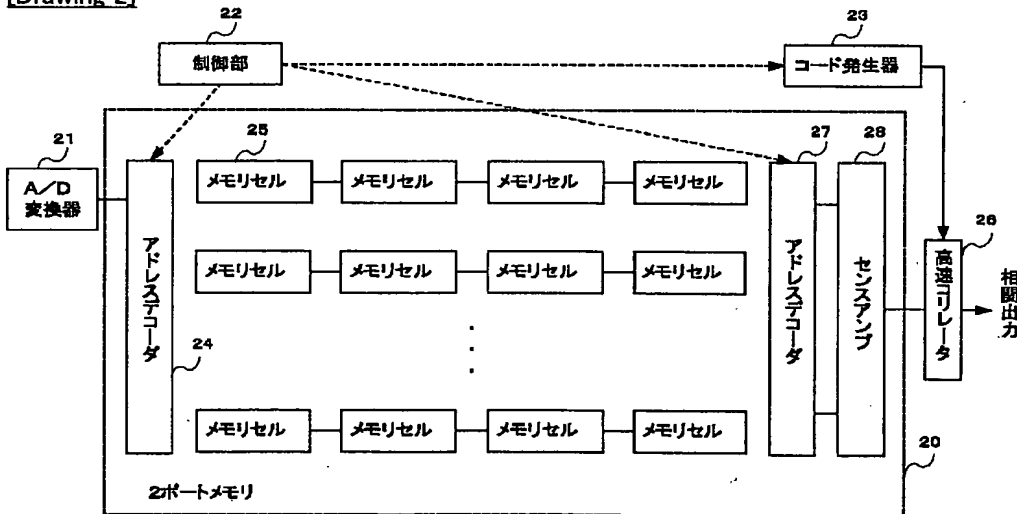 [Drawing 2]
22
制御部
23
コード発生器
21
A／D
変換器
25
メモリセル
メモリセル
メモリセル
メモリセル
27
28
アドレスデコーダ
24
メモリセル
メモリセル
メモリセル
メモリセル
アドレスデコーダ
センスアンプ
26
高速コリレータ
相関出力
メモリセル
メモリセル
メモリセル
メモリセル
20
2ポートメモリ